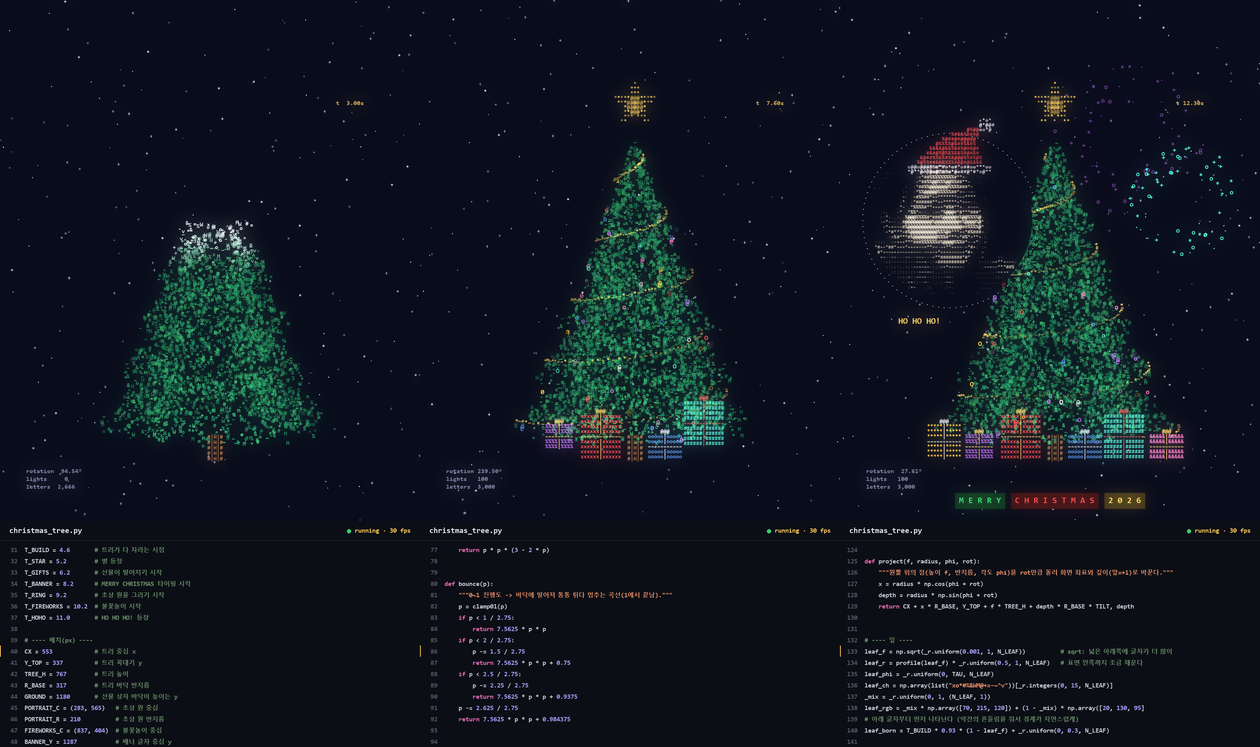 t 3.00s
rotation 94.54°
lights 0
letters 2,666
christmas_tree.py
running · 30 fps
31 T_BUILD = 4.6 # 트리가 다 자라는 시점
32 T_STAR = 5.2 # 별 등장
33 T_GIFTS = 6.2 # 선물이 떨어지기 시작
34 T_BANNER = 8.2 # MERRY CHRISTMAS 타이핑 시작
35 T_RING = 9.2 # 초상 원을 그리기 시작
36 T_FIREWORKS = 10.2 # 불꽃놀이 시작
37 T_HOHO = 11.0 # HO HO HO! 등장
38
39 # ---- 배치(px) ----
40 CX = 553 # 트리 중심 x
41 Y_TOP = 337 # 트리 꼭대기 y
42 TREE_H = 767 # 트리 높이
43 R_BASE = 317 # 트리 바닥 반지름
44 GROUND = 1180 # 선물 상자 바닥이 놓이는 y
45 PORTRAIT_C = (283, 565) # 초상 원 중심
46 PORTRAIT_R = 210 # 초상 원 반지름
47 FIREWORKS_C = (837, 404) # 불꽃놀이 중심
48 BANNER_Y = 1287 # 배너 글자 중심 y
t 7.60s
rotation 239.50°
lights 100
letters 3,000
christmas_tree.py
running · 30 fps
77 return p * p * (3 - 2 * p)
78
79
80 def bounce(p):
81 """0~1 진행도 -> 바닥에 떨어져 통통 튀다 멈추는 곡선(1에서 끝남)."""
82 p = clamp01(p)
83 if p < 1 / 2.75:
84 return 7.5625 * p * p
85 if p < 2 / 2.75:
86 p -= 1.5 / 2.75
87 return 7.5625 * p * p + 0.75
88 if p < 2.5 / 2.75:
89 p -= 2.25 / 2.75
90 return 7.5625 * p * p + 0.9375
91 p -= 2.625 / 2.75
92 return 7.5625 * p * p + 0.984375
93
94
t 12.30s
HO HO HO!
rotation 27.61°
lights 100
letters 3,000
MERRY CHRISTMAS 2026
christmas_tree.py
running · 30 fps
124
125 def project(f, radius, phi, rot):
126 """원뿔 위의 점(높이 f, 반지름, 각도 phi)을 rot만큼 돌려 화면 좌표와 깊이(앞=+1)로 바꾼다."""
127 x = radius * np.cos(phi + rot)
128 depth = radius * np.sin(phi + rot)
129 return CX + x * R_BASE, Y_TOP + f * TREE_H + depth * R_BASE * TILT, depth
130
131
132 # ---- 잎 ----
133 leaf_f = np.sqrt(_r.uniform(0.001, 1, N_LEAF)) # sqrt: 넓은 아래쪽에 글자가 더 많이
134 leaf_r = profile(leaf_f) * _r.uniform(0.5, 1, N_LEAF) # 표면 안쪽까지 조금 채운다
135 leaf_phi = _r.uniform(0, TAU, N_LEAF)
136 leaf_ch = np.array(list(
)[_r.integers(0, 15, N_LEAF)]
137 _mix = _r.uniform(0, 1, (N_LEAF, 1))
138 leaf_rgb = _mix * np.array([70, 215, 120]) + (1 - _mix) * np.array([20, 130, 95]
139 # 아래 글자부터 먼저 나타난다 (약간의 흔들림을 줘서 경계가 자연스럽게)
140 leaf_born = T_BUILD * 0.93 * (1 - leaf_f) + _r.uniform(0, 0.3, N_LEAF)
141